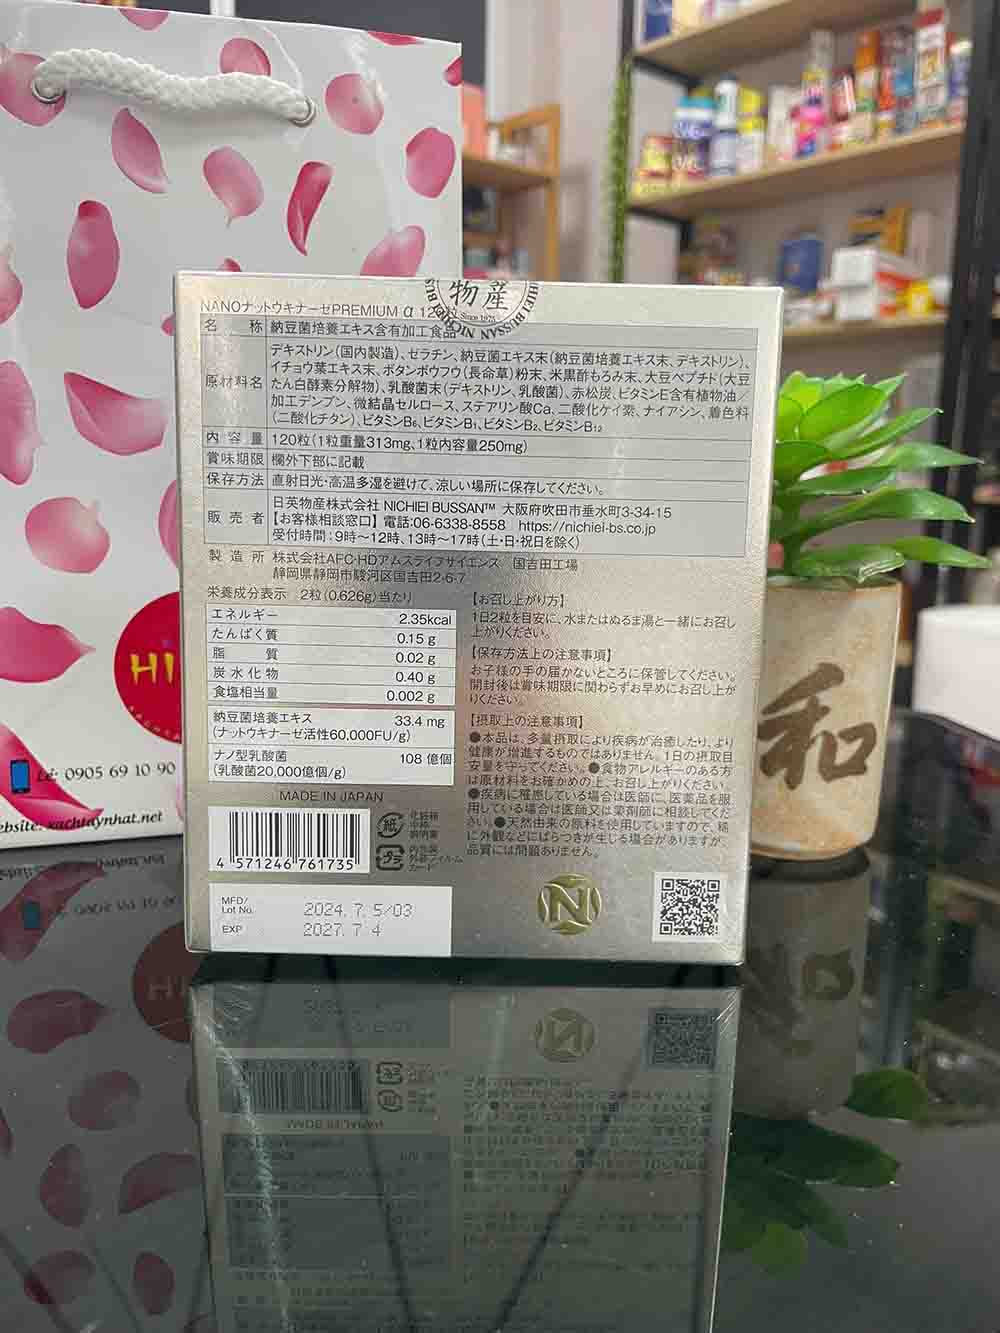 NANOナットウキナーゼPREMIUM α 12
物産
Since 1975
NICHIEI BUSSAN
名 称 納豆菌培養エキス含有加工食品
原材料名 デキストリン(国内製造)、ゼラチン、納豆菌エキス末(納豆菌培養エキス末、デキストリン)、
イチョウ葉エキス末、ボタンボウフウ(長命草)粉末、米黒酢もろみ末、大豆ペプチド(大豆
たん白酵素分解物)、乳酸菌末(デキストリン、乳酸菌)、赤松炭、ビタミンE含有植物油/
加工デンプン、微結晶セルロース、ステアリン酸Ca、二酸化ケイ素、ナイアシン、着色料
(二酸化チタン)、ビタミンB6、ビタミンB1、ビタミンB2、ビタミンB12
内容量 120粒(1粒重量313mg、1粒内容量250mg)
賞味期限 欄外下部に記載
保存方法 直射日光・高温多湿を避けて、涼しい場所に保存してください。
販売者 日英物産株式会社 NICHIEI BUSSAN™ 大阪府吹田市垂水町3-34-15
【お客様相談窓口】電話:06-6338-8558 https://nichiei-bs.co.jp
受付時間:9時〜12時、13時〜17時(土・日・祝日を除く)
製造所 株式会社AFC-HDアムスライフサイエンス 国吉田工場
静岡県静岡市駿河区国吉田2-6-7
栄養成分表示 2粒(0.626g)当たり
エネルギー 2.35kcal
たんぱく質 0.15 g
脂 質 0.02 g
炭水化物 0.40 g
食塩相当量 0.002 g
納豆菌培養エキス 33.4 mg
(ナットウキナーゼ活性60,000FU/g)
ナノ型乳酸菌 108 億個
(乳酸菌20,000億個/g)
MADE IN JAPAN
4 571246 761735
紙
化粧箱
中枠
説明書
プラ
内包装
外部フィルム
カード
MFD/
Lot No. 2024. 7. 5/03
EXP 2027. 7 4
【お召し上がり方】
1日2粒を目安に、水またはぬるま湯と一緒にお召し
上がりください。
【保存方法上の注意事項】
お子様の手の届かないところに保管してください。
開封後は賞味期限に関わらずお早めにお召し上が
りください。
【摂取上の注意事項】
●本品は、多量摂取により疾病が治癒したり、より
健康が増進するものではありません。1日の摂取目
安量を守ってください。●食物アレルギーのある方
は原材料をお確かめの上、お召し上がりください。
●疾病に罹患している場合は医師に、医薬品を服
用している場合は医師又は薬剤師に相談してくだ
さい。●天然由来の原料を使用していますので、稀
に外観などにばらつきが生じる場合がありますが、
品質には問題ありません。
N
和
HI
Lẻ: 0905 69 10 90
ebsite: xachtaynhat.net